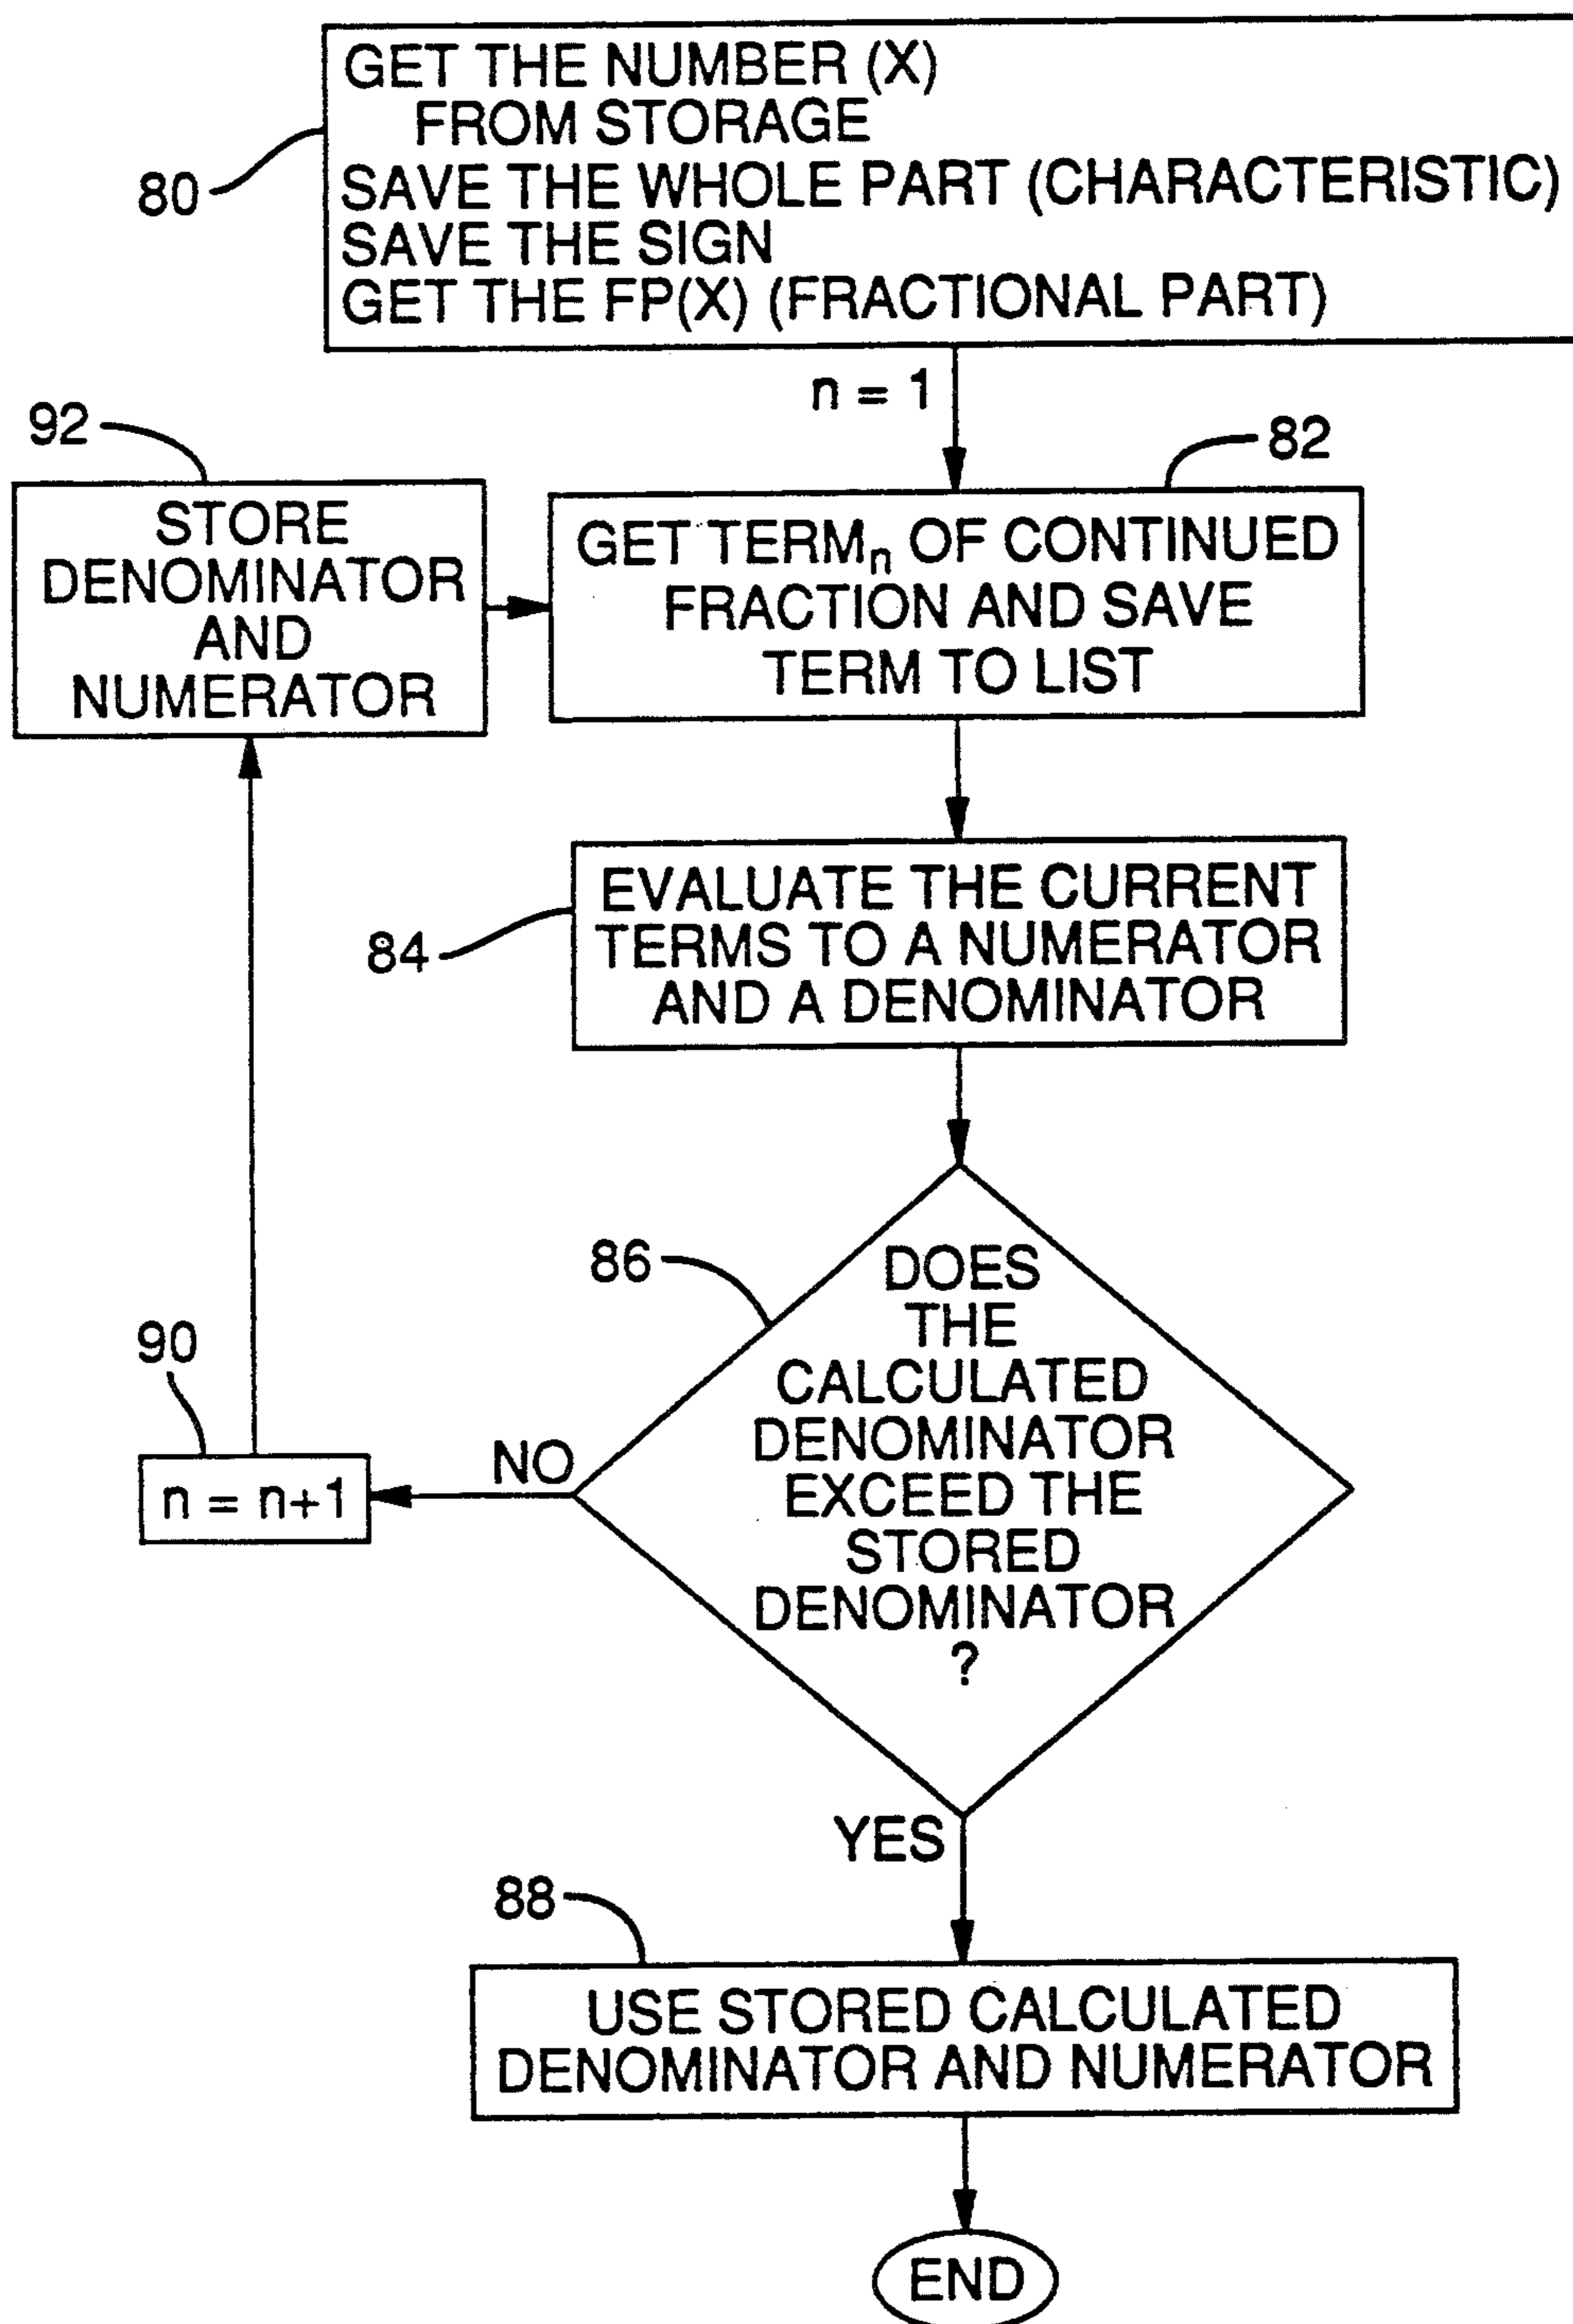 GET THE NUMBER (X)
FROM STORAGE
SAVE THE WHOLE PART (CHARACTERISTIC)
SAVE THE SIGN
GET THE FP(X) (FRACTIONAL PART)
80
n = 1
92
82
STORE
DENOMINATOR
AND
NUMERATOR
GET TERMn OF CONTINUED
FRACTION AND SAVE
TERM TO LIST
EVALUATE THE CURRENT
TERMS TO A NUMERATOR
AND A DENOMINATOR
84
86
DOES
THE
CALCULATED
DENOMINATOR
EXCEED THE
STORED
DENOMINATOR
?
90
NO
n = n+1
YES
88
USE STORED CALCULATED
DENOMINATOR AND NUMERATOR
END